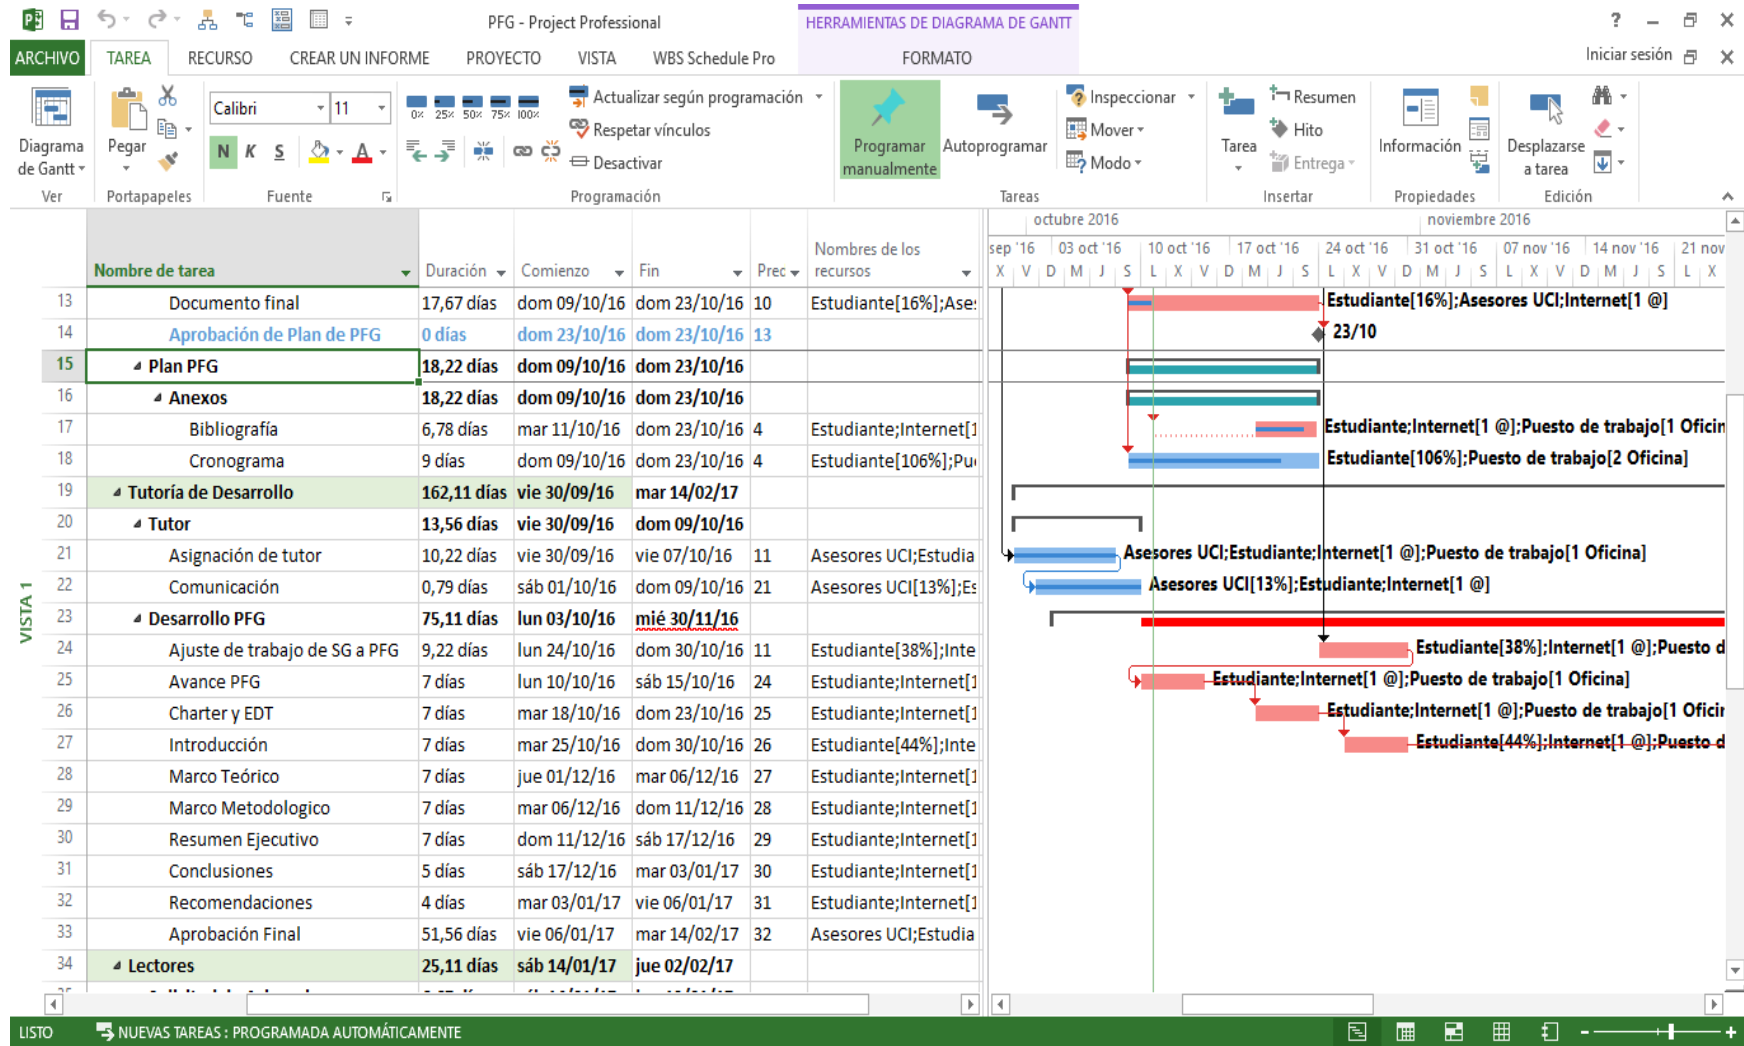 PFG - Project Professional
HERRAMIENTAS DE DIAGRAMA DE GANTT
?
ARCHIVO TAREA RECURSO CREAR UN INFORME PROYECTO VISTA WBS Schedule Pro FORMATO Iniciar sesión
Diagrama de Gantt
Ver
Pegar
Portapapeles
Calibri 11
N K S A
Fuente
0% 25% 50% 75% 100%
Actualizar según programación
Respetar vínculos
Desactivar
Programación
Programar manualmente
Autoprogramar
Inspeccionar
Mover
Modo
Tareas
Tarea
Resumen
Hito
Entrega
Insertar
Información
Propiedades
Desplazarse a tarea
Edición
octubre 2016 noviembre 2016
sep '16 03 oct '16 10 oct '16 17 oct '16 24 oct '16 31 oct '16 07 nov '16 14 nov '16 21 nov
X V D M J S L X V D M J S L X V D M J S L X V D M J S L X
Nombre de tarea Duración Comienzo Fin Prec Nombres de los recursos
13 Documento final 17,67 días dom 09/10/16 dom 23/10/16 10 Estudiante[16%];Ase
14 Aprobación de Plan de PFG 0 días dom 23/10/16 dom 23/10/16 13
15 Plan PFG 18,22 días dom 09/10/16 dom 23/10/16
16 Anexos 18,22 días dom 09/10/16 dom 23/10/16
17 Bibliografía 6,78 días mar 11/10/16 dom 23/10/16 4 Estudiante;Internet[1
18 Cronograma 9 días dom 09/10/16 dom 23/10/16 4 Estudiante[106%];Pu
19 Tutoría de Desarrollo 162,11 días vie 30/09/16 mar 14/02/17
20 Tutor 13,56 días vie 30/09/16 dom 09/10/16
21 Asignación de tutor 10,22 días vie 30/09/16 vie 07/10/16 11 Asesores UCI;Estudia
22 Comunicación 0,79 días sáb 01/10/16 dom 09/10/16 21 Asesores UCI[13%];Es
23 Desarrollo PFG 75,11 días lun 03/10/16 mié 30/11/16
24 Ajuste de trabajo de SG a PFG 9,22 días lun 24/10/16 dom 30/10/16 11 Estudiante[38%];Inte
25 Avance PFG 7 días lun 10/10/16 sáb 15/10/16 24 Estudiante;Internet[1
26 Charter y EDT 7 días mar 18/10/16 dom 23/10/16 25 Estudiante;Internet[1
27 Introducción 7 días mar 25/10/16 dom 30/10/16 26 Estudiante[44%];Inte
28 Marco Teórico 7 días jue 01/12/16 mar 06/12/16 27 Estudiante;Internet[1
29 Marco Metodologico 7 días mar 06/12/16 dom 11/12/16 28 Estudiante;Internet[1
30 Resumen Ejecutivo 7 días dom 11/12/16 sáb 17/12/16 29 Estudiante;Internet[1
31 Conclusiones 5 días sáb 17/12/16 mar 03/01/17 30 Estudiante;Internet[1
32 Recomendaciones 4 días mar 03/01/17 vie 06/01/17 31 Estudiante;Internet[1
33 Aprobación Final 51,56 días vie 06/01/17 mar 14/02/17 32 Asesores UCI;Estudia
34 Lectores 25,11 días sáb 14/01/17 jue 02/02/17
Estudiante[16%];Asesores UCI;Internet[1 @]
23/10
Estudiante;Internet[1 @];Puesto de trabajo[1 Oficin
Estudiante[106%];Puesto de trabajo[2 Oficina]
Asesores UCI;Estudiante;Internet[1 @];Puesto de trabajo[1 Oficina]
Asesores UCI[13%];Estudiante;Internet[1 @]
Estudiante[38%];Internet[1 @];Puesto d
Estudiante;Internet[1 @];Puesto de trabajo[1 Oficina]
Estudiante;Internet[1 @];Puesto de trabajo[1 Oficin
Estudiante[44%];Internet[1 @];Puesto d
VISTA 1
LISTO NUEVAS TAREAS : PROGRAMADA AUTOMÁTICAMENTE